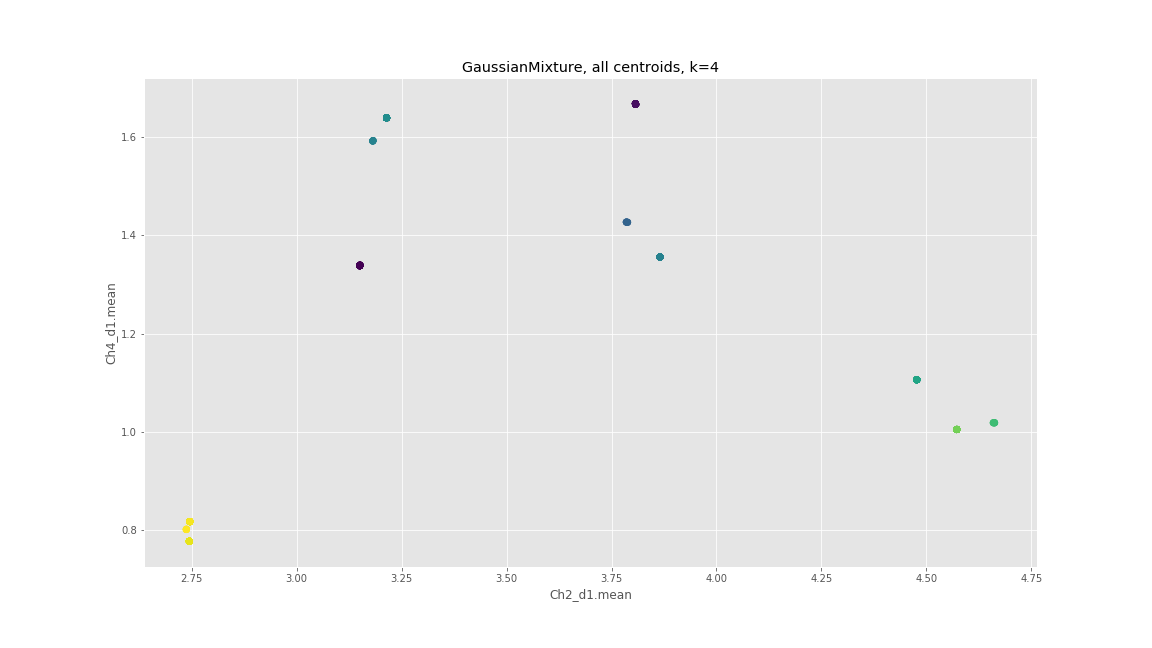 GaussianMixture, all centroids, k=4
Ch4_d1.mean
1.6
1.4
1.2
1.0
0.8
2.75 3.00 3.25 3.50 3.75 4.00 4.25 4.50 4.75
Ch2_d1.mean